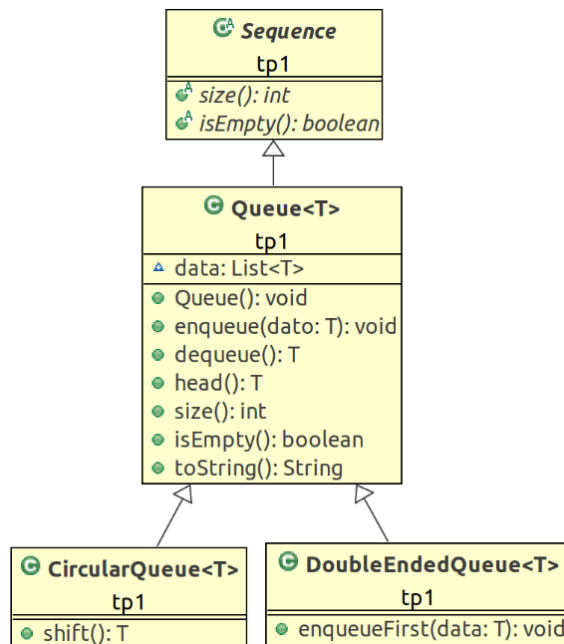 Sequence
tp1
size(): int
isEmpty(): boolean
Queue<T>
tp1
data: List<T>
Queue(): void
enqueue(dato: T): void
dequeue(): T
head(): T
size(): int
isEmpty(): boolean
toString(): String
CircularQueue<T>
tp1
shift(): T
DoubleEndedQueue<T>
tp1
enqueueFirst(data: T): void